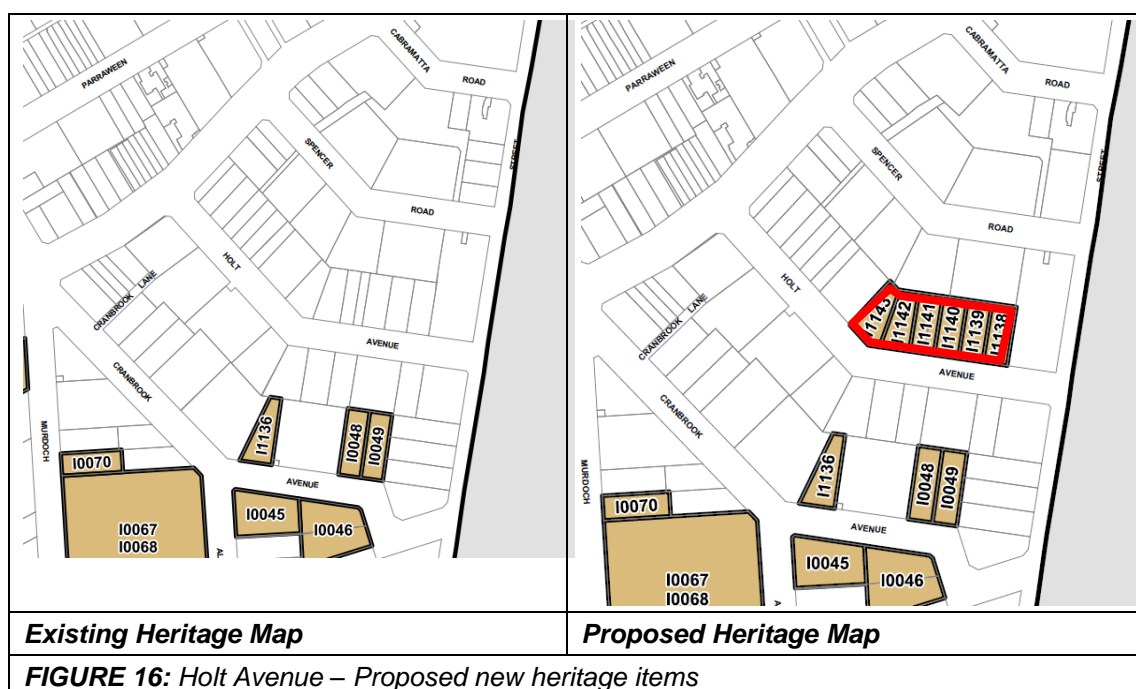 CABRAMATTA
ROAD
PARRAWEEN
SPENCER
STREET
ROAD
HOLT
CRANBROOK LANE
AVENUE
CRANBROOK
MURDOCH
I1136
I0048
I0049
I0070
AVENUE
I0045
I0046
I0067
I0068
CABRAMATTA
ROAD
PARRAWEEN
STREET
SPENCER
ROAD
HOLT
I1143
I1142
I1141
I1140
I1139
I1138
CRANBROOK LANE
AVENUE
CRANBROOK
MURDOCH
I1136
I0048
I0049
I0070
AVENUE
I0045
I0046
I0067
I0068
Existing Heritage Map
Proposed Heritage Map
FIGURE 16: Holt Avenue – Proposed new heritage items